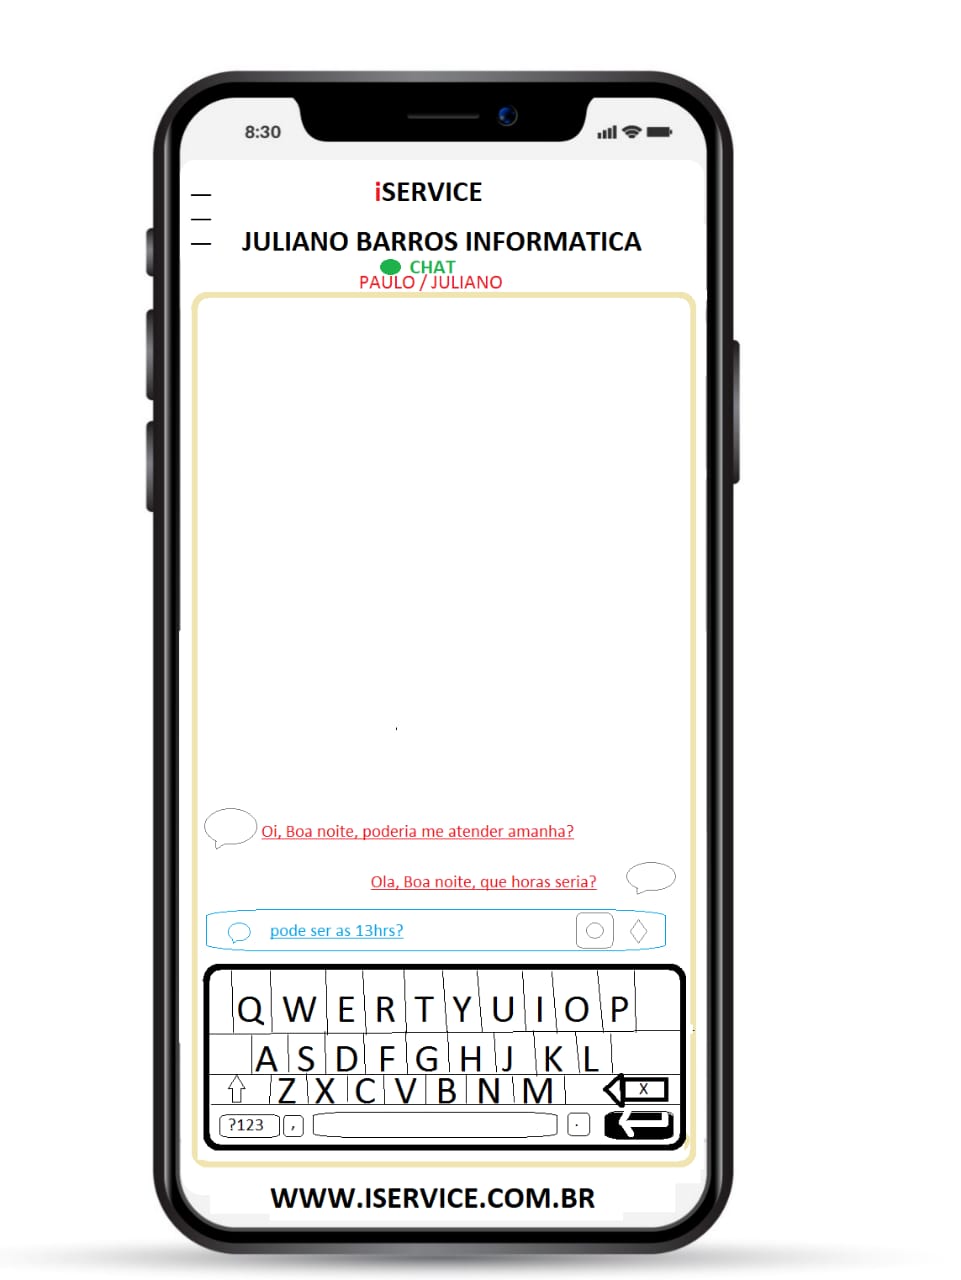 8:30
iSERVICE
JULIANO BARROS INFORMATICA
CHAT
PAULO / JULIANO
Oi, Boa noite, poderia me atender amanha?
Ola, Boa noite, que horas seria?
pode ser as 13hrs?
Q W E R T Y U I O P
A S D F G H J K L
Z X C V B N M X
?123 , .
WWW.ISERVICE.COM.BR